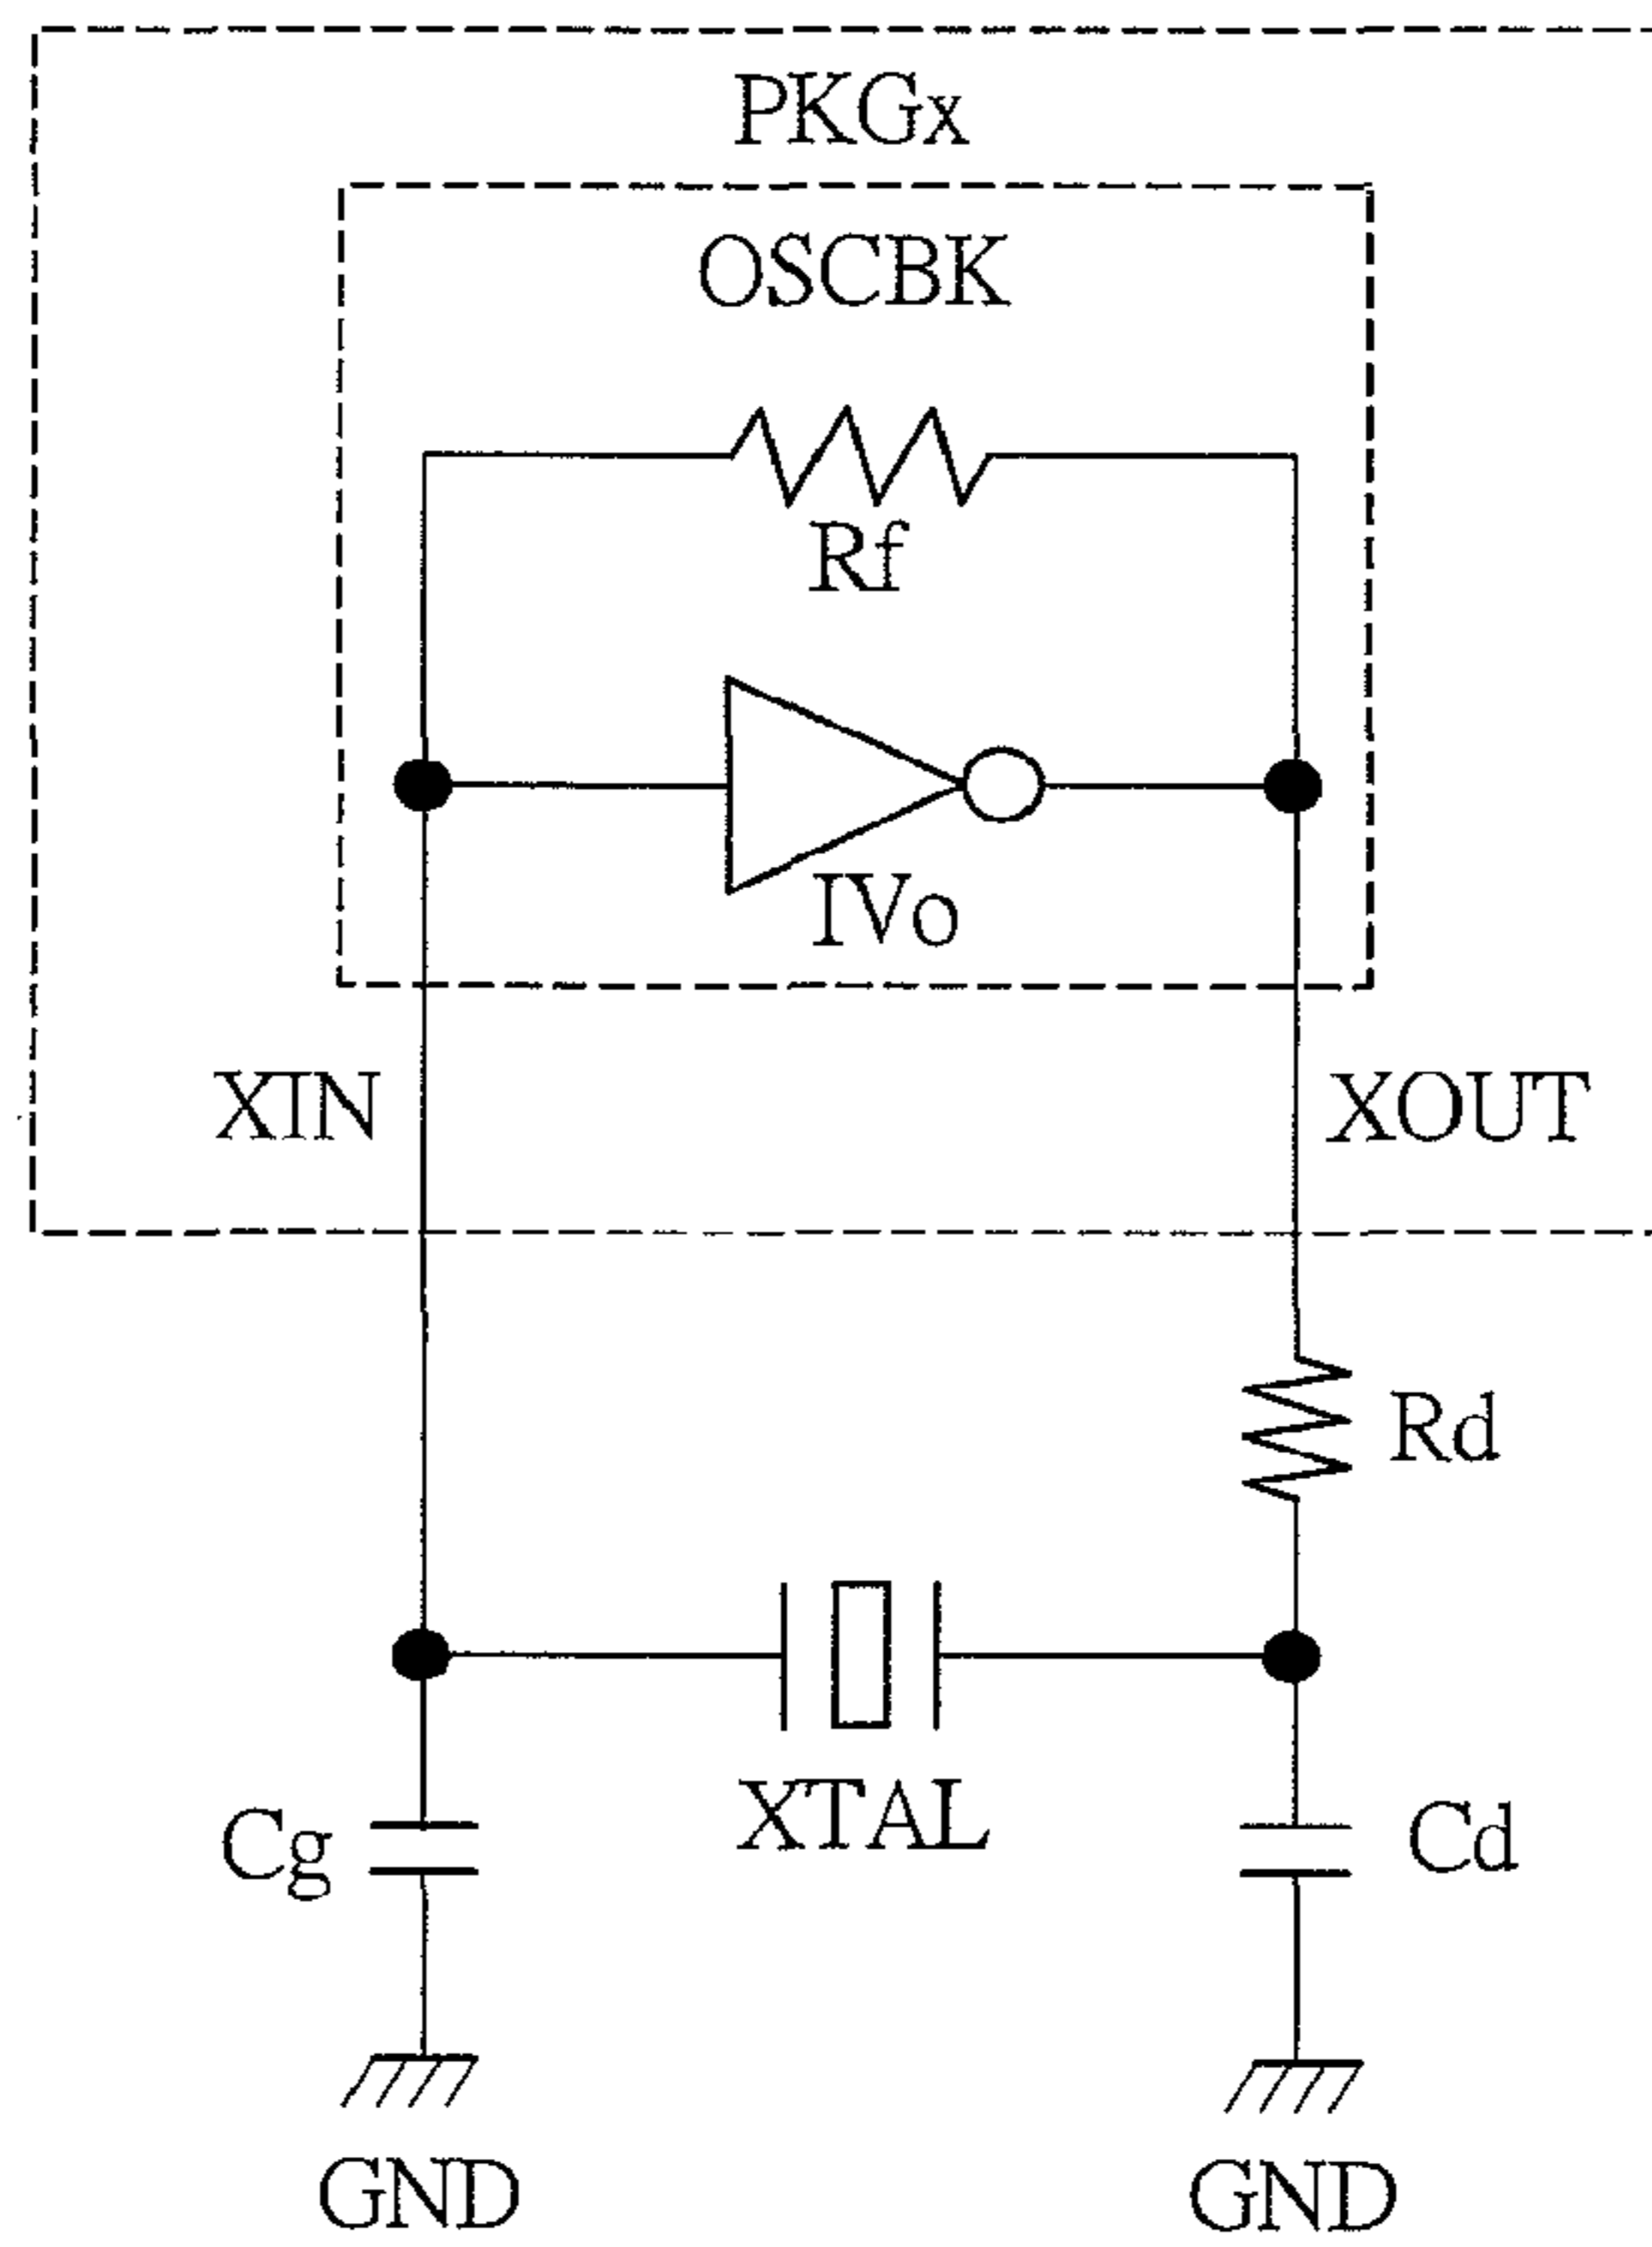 PKGx
OSCBK
Rf
IVo
XIN XOUT
Rd
XTAL
Cg Cd
GND GND